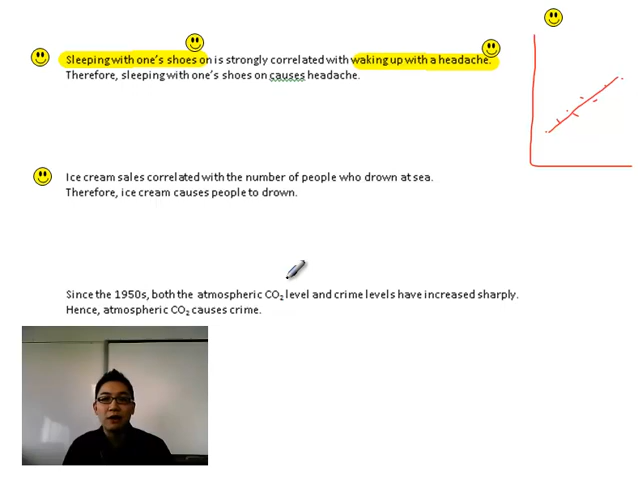 Sleeping with one's shoes on is strongly correlated with waking up with a headache.
Therefore, sleeping with one's shoes on causes headache.
Ice cream sales correlated with the number of people who drown at sea.
Therefore, ice cream causes people to drown.
Since the 1950s, both the atmospheric CO₂ level and crime levels have increased sharply.
Hence, atmospheric CO₂ causes crime.